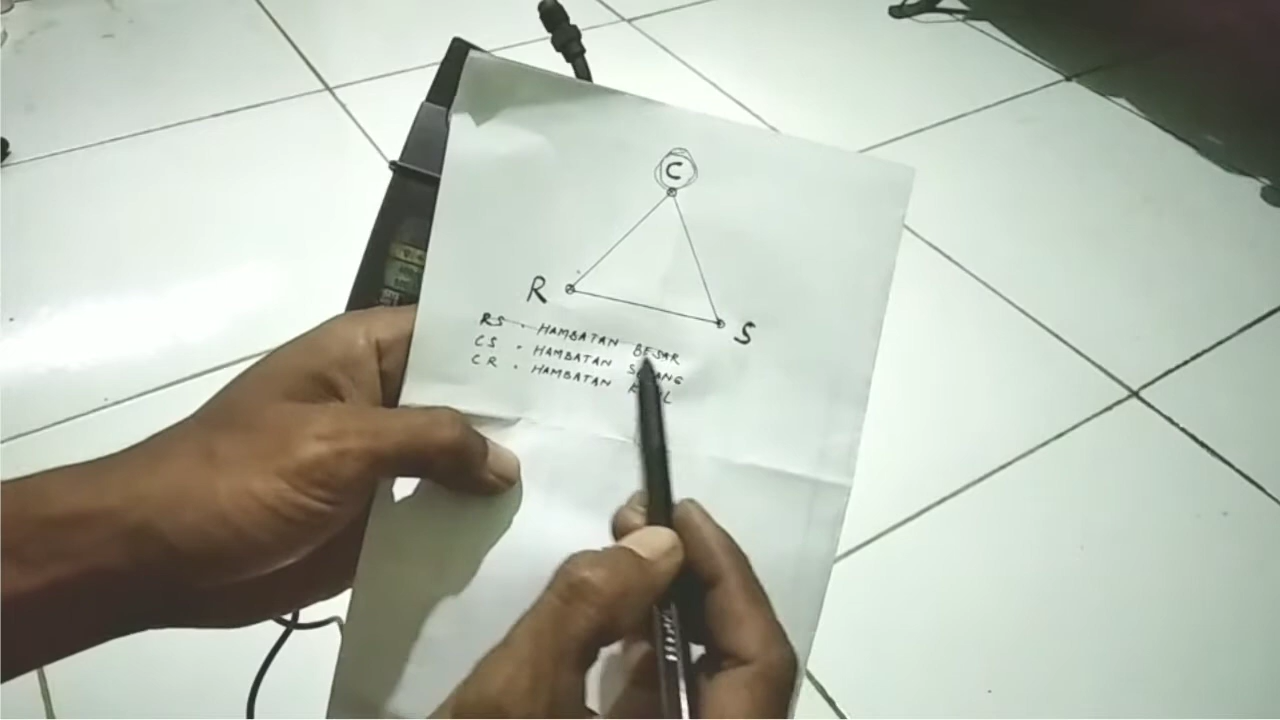 C
R
S
RS - HAMBATAN BESAR
CS - HAMBATAN
CR - HAMBATAN